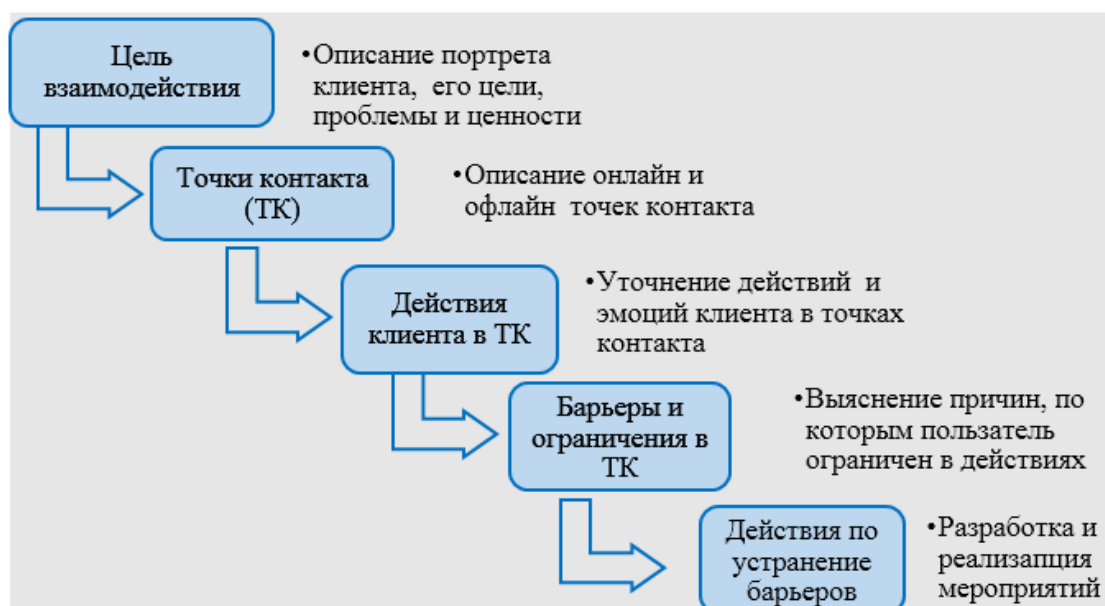 Цель
взаимодействия
•Описание портрета
клиента, его цели,
проблемы и ценности
Точки контакта
(ТК)
•Описание онлайн и
офлайн точек контакта
Действия
клиента в ТК
•Уточнение действий и
эмоций клиента в точках
контакта
Барьеры и
ограничения в
ТК
•Выяснение причин, по
которым пользатель
ограничен в действиях
Действия по
устранение
барьеров
•Разработка и
реализапция
мероприятий